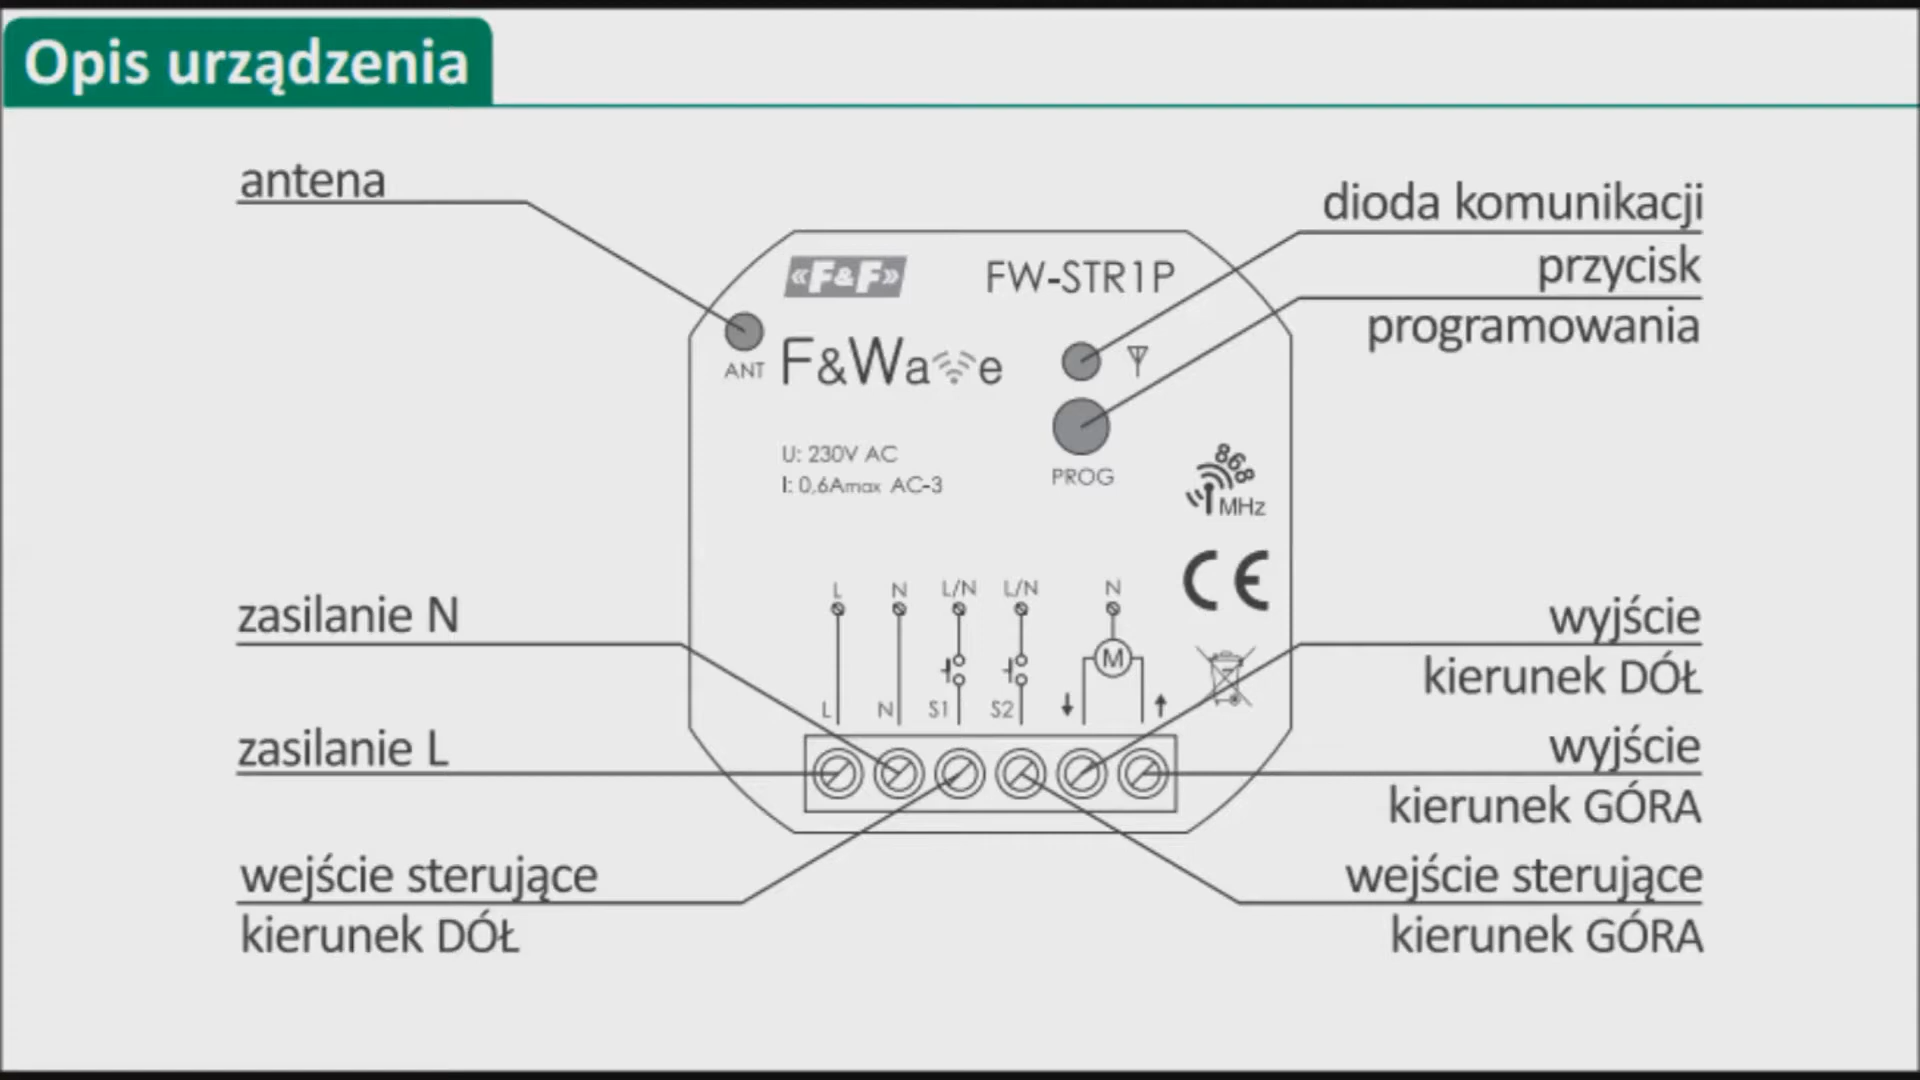 Opis urządzenia
antena
dioda komunikacji
przycisk
programowania
«F&F»
FW-STR1P
ANT
F&Wave
U: 230V AC
I: 0,6Amax AC-3
PROG
868
MHz
CE
L N L/N L/N N
M
L N S1 S2
zasilanie N
zasilanie L
wejście sterujące
kierunek DÓŁ
wyjście
kierunek DÓŁ
wyjście
kierunek GÓRA
wejście sterujące
kierunek GÓRA